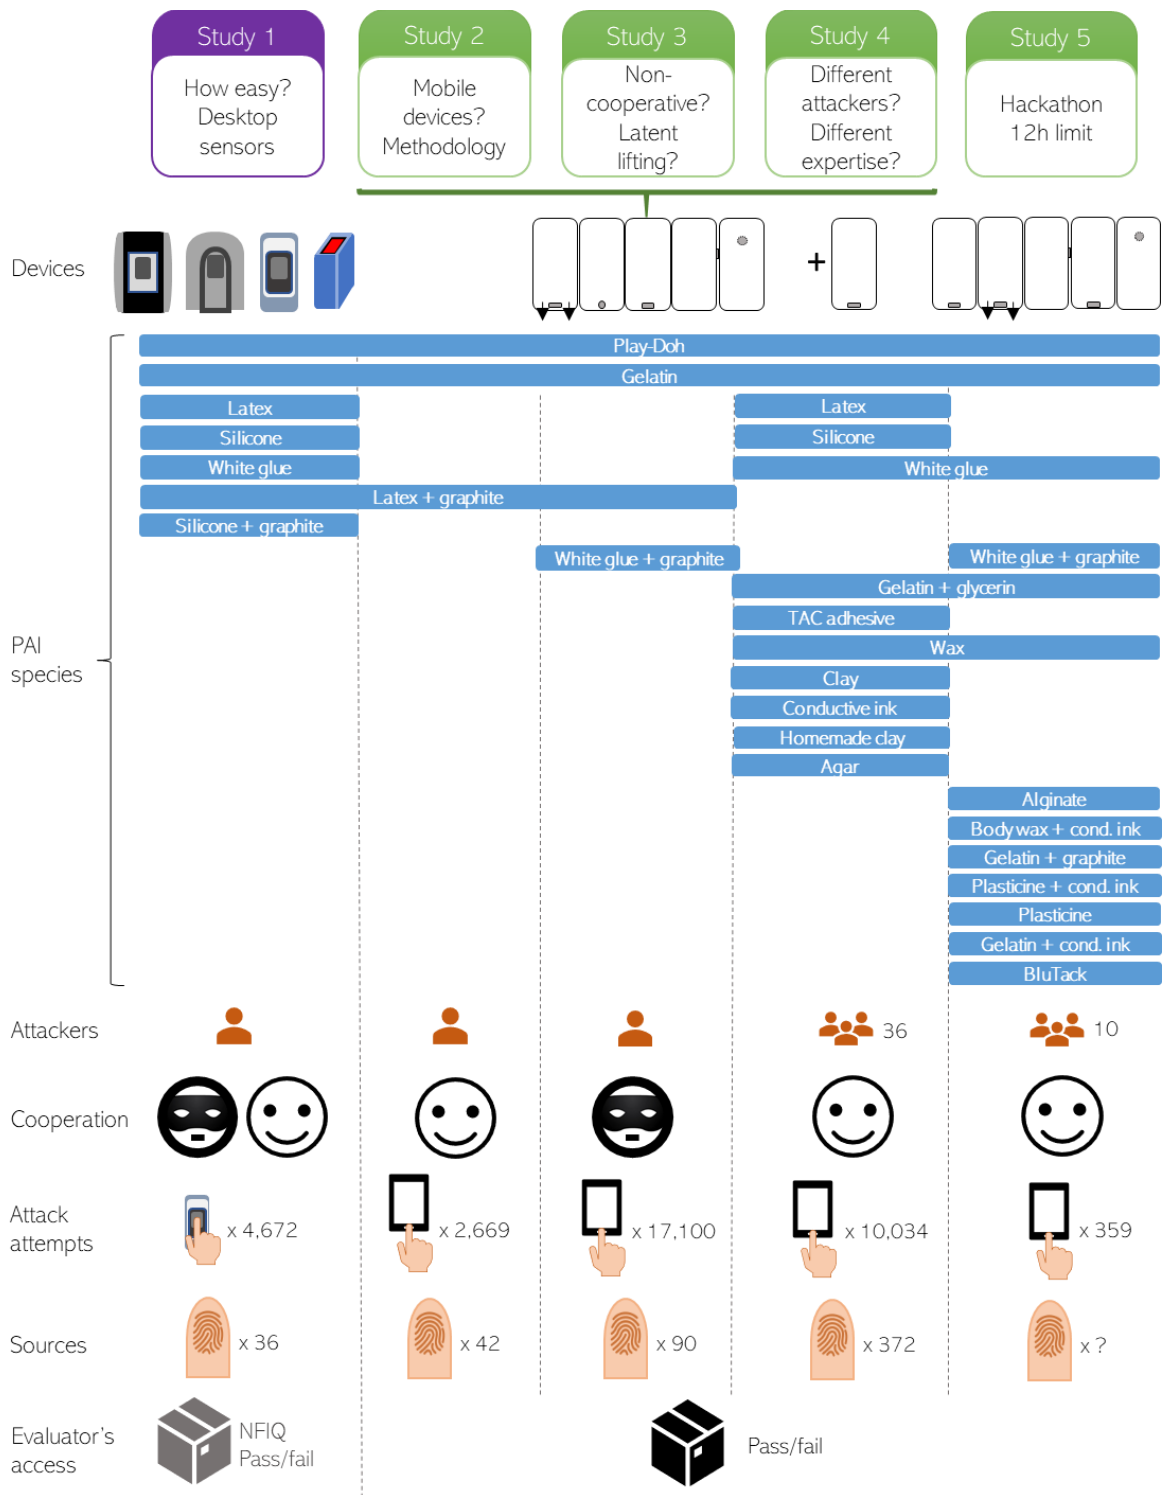 Study 1
Study 2
Study 3
Study 4
Study 5
How easy?
Desktop
sensors
Mobile
devices?
Methodology
Non-
cooperative?
Latent
lifting?
Different
attackers?
Different
expertise?
Hackathon
12h limit
Devices
+
Play-Doh
Gelatin
Latex
Latex
Silicone
Silicone
White glue
White glue
Latex + graphite
Silicone + graphite
White glue + graphite
White glue + graphite
Gelatin + glycerin
TAC adhesive
PAI
species
Wax
Clay
Conductive ink
Homemade clay
Agar
Alginate
Body wax + cond. ink
Gelatin + graphite
Plasticine + cond. ink
Plasticine
Gelatin + cond. ink
BluTack
Attackers
36
10
Cooperation
Attack
attempts
x 4,672
x 2,669
x 17,100
x 10,034
x 359
Sources
x 36
x 42
x 90
x 372
x ?
Evaluator's
access
NFIQ
Pass/fail
Pass/fail